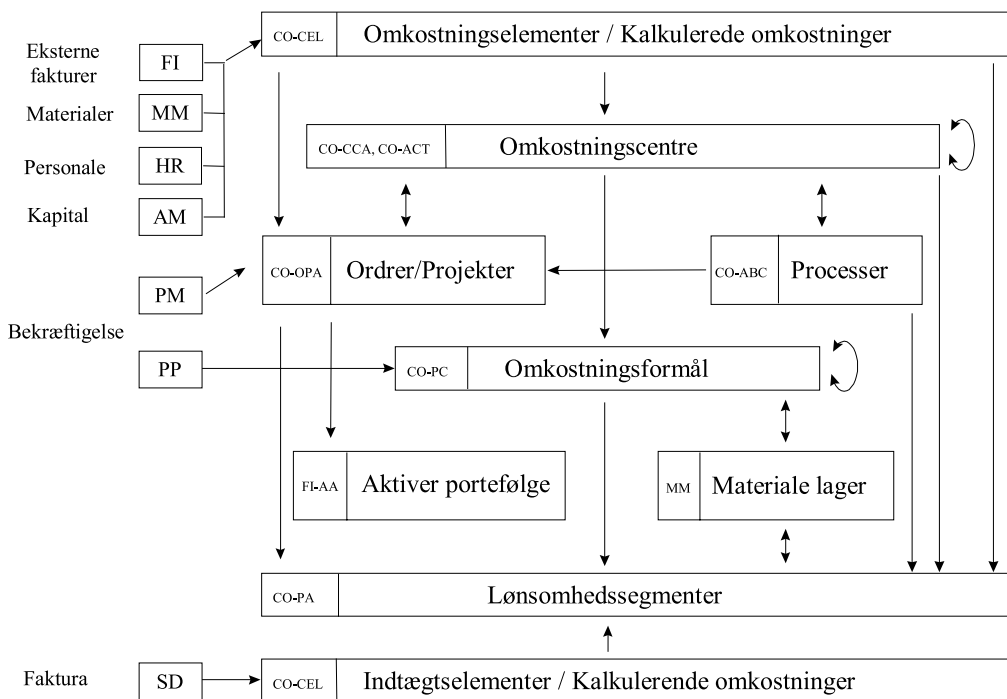 CO-CEL Omkostningselementer / Kalkulerede omkostninger
Eksterne
fakturer
FI
Materialer MM
CO-CCA, CO-ACT Omkostningscentre
Personale HR
Kapital AM
CO-OPA Ordrer/Projekter
CO-ABC Processer
PM
Bekræftigelse
PP
CO-PC Omkostningsformål
FI-AA Aktiver portefølge
MM Materiale lager
CO-PA Lønsomhedssegmenter
Faktura SD
CO-CEL Indtægtselementer / Kalkulerende omkostninger